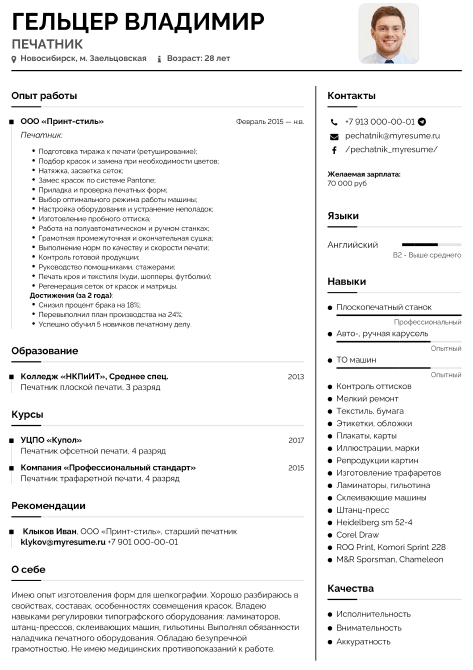 ГЕЛЬЦЕР ВЛАДИМИР
ПЕЧАТНИК
Новосибирск, м. Заельцовская
Возраст: 28 лет
Опыт работы
ООО «Принт-стиль»
Февраль 2015 — н.в.
Печатник:
Подготовка тиража к печати (ретуширование);
Подбор красок и замена при необходимости цветов;
Натяжка, засветка сеток;
Замес красок по системе Pantone;
Приладка и проверка печатных форм;
Выбор оптимального режима работы машины;
Настройка оборудования и устранение неполадок;
Изготовление пробного оттиска;
Работа на полуавтоматическом и ручном станках;
Грамотная промежуточная и окончательная сушка;
Выполнение норм по качеству и скорости печати;
Контроль готовой продукции;
Руководство помощниками, стажерами;
Печать кроя и текстиля (худи, шопперы, футболки);
Регенерация сеток от красок и матрицы.
Достижения (за 2 года):
Снизил процент брака на 18%;
Перевыполнил план производства на 24%;
Успешно обучил 5 новичков печатному делу.
Образование
Колледж «НКПиИТ», Среднее спец.
2013
Печатник плоской печати, 3 разряд
Курсы
УЦПО «Купол»
2017
Печатник офсетной печати, 4 разряд
Компания «Профессиональный стандарт»
2015
Печатник трафаретной печати, 4 разряд
Рекомендации
Клыков Иван, ООО «Принт-стиль», старший печатник
klykov@myresume.ru +7 901 000-00-01
О себе
Имею опыт изготовления форм для шелкографии. Хорошо разбираюсь в
свойствах, составах, особенностях совмещения красок. Владею
навыками регулировки типографского оборудования: ламинаторов,
штанц-прессов, склеивающих машин, гильотины. Выполнял обязанности
наладчика печатного оборудования. Обладаю безупречной
грамотностью. Не имею медицинских противопоказаний к работе.
Контакты
+7 913 000-00-01
pechatnik@myresume.ru
/pechatnik_myresume/
Желаемая зарплата:
70 000 руб
Языки
Английский
B2 - Выше среднего
Навыки
Плоскопечатный станок
Профессиональный
Авто-, ручная карусель
Опытный
ТО машин
Опытный
Контроль оттисков
Мелкий ремонт
Текстиль, бумага
Этикетки, обложки
Плакаты, карты
Иллюстрации, марки
Репродукции картин
Изготовление трафаретов
Ламинаторы, гильотина
Склеивающие машины
Штанц-пресс
Heidelberg sm 52-4
Corel Draw
ROQ Print, Komori Sprint 228
M&R Sporsman, Chameleon
Качества
Исполнительность
Внимательность
Аккуратность